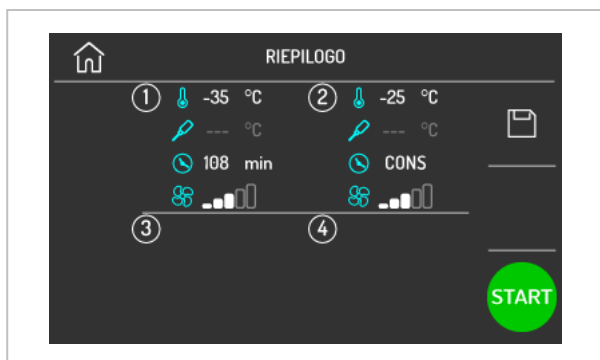 RIEPILOGO
① -35 °C
--- °C
108 min
② -25 °C
--- °C
CONS
③
④
START